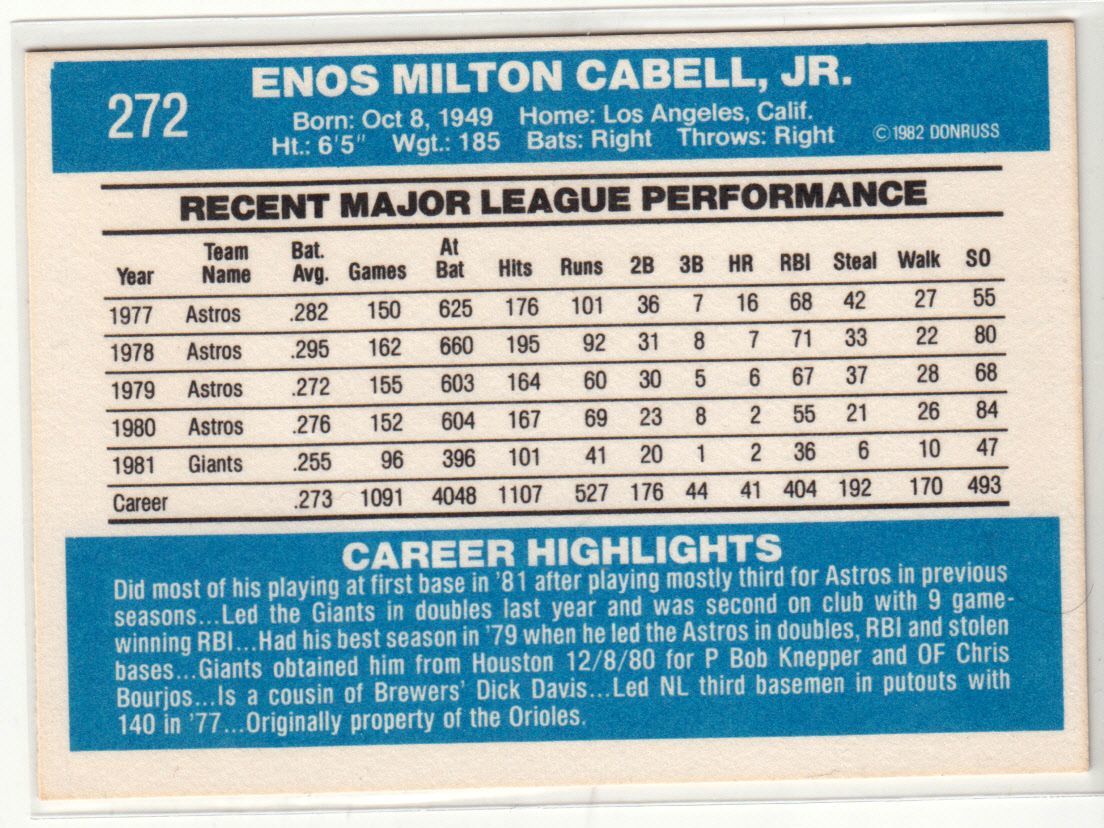 272
ENOS MILTON CABELL, JR.
Born: Oct 8, 1949 Home: Los Angeles, Calif.
Ht.: 6'5" Wgt.: 185 Bats: Right Throws: Right ©1982 DONRUSS
RECENT MAJOR LEAGUE PERFORMANCE
Year Team Name Bat. Avg. Games At Bat Hits Runs 2B 3B HR RBI Steal Walk SO
1977 Astros .282 150 625 176 101 36 7 16 68 42 27 55
1978 Astros .295 162 660 195 92 31 8 7 71 33 22 80
1979 Astros .272 155 603 164 60 30 5 6 67 37 28 68
1980 Astros .276 152 604 167 69 23 8 2 55 21 26 84
1981 Giants .255 96 396 101 41 20 1 2 36 6 10 47
Career .273 1091 4048 1107 527 176 44 41 404 192 170 493
CAREER HIGHLIGHTS
Did most of his playing at first base in '81 after playing mostly third for Astros in previous
seasons...Led the Giants in doubles last year and was second on club with 9 game-
winning RBI...Had his best season in '79 when he led the Astros in doubles, RBI and stolen
bases...Giants obtained him from Houston 12/8/80 for P Bob Knepper and OF Chris
Bourjos...Is a cousin of Brewers' Dick Davis...Led NL third basemen in putouts with
140 in '77...Originally property of the Orioles.